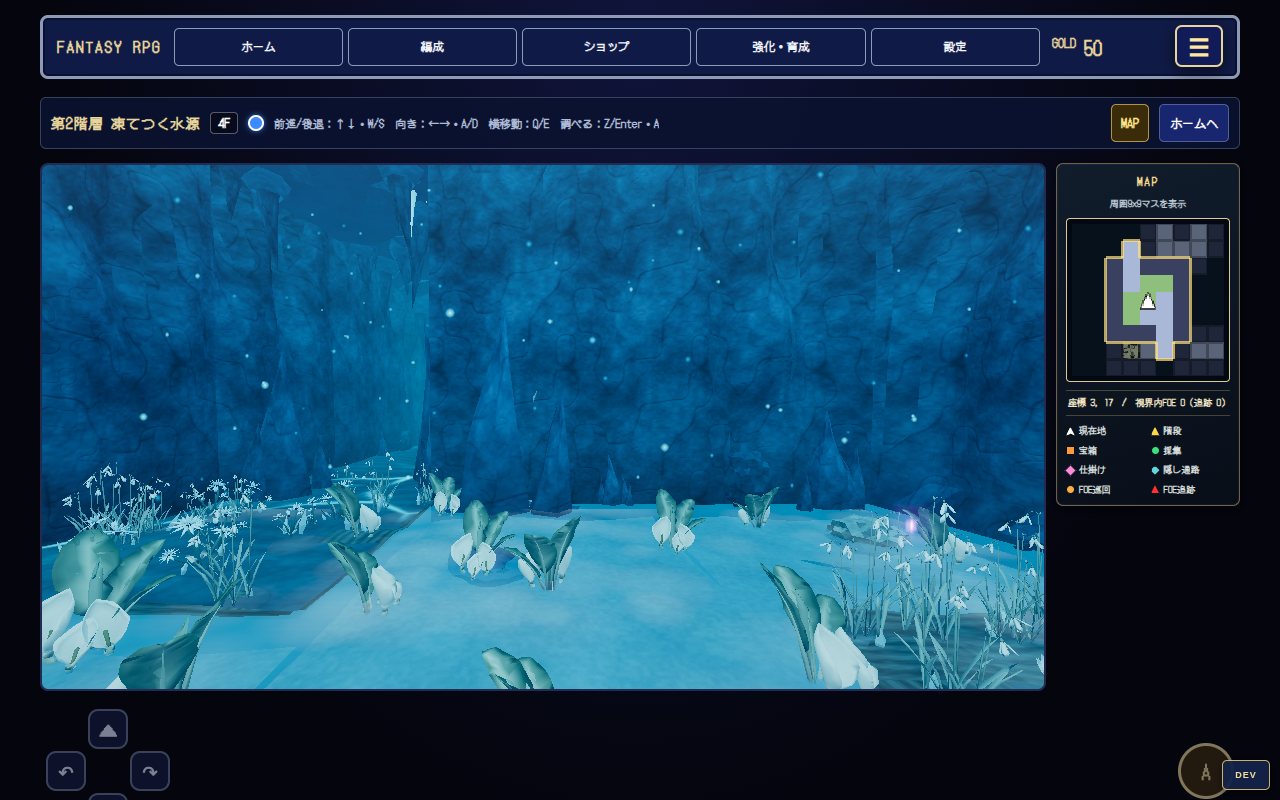 FANTASY RPG
ホーム
編成
ショップ
強化・育成
設定
GOLD 50
第2階層 凍てつく水源
4F
前進/後退：↑↓・W/S 向き：←→・A/D 横移動：Q/E 調べる：Z/Enter・A
MAP
ホームへ
MAP
周囲9x9マスを表示
座標 3, 17 / 視界内FOE 0 (追跡 0)
現在地
階段
宝箱
採集
仕掛け
隠し通路
FOE巡回
FOE追跡
A
DEV